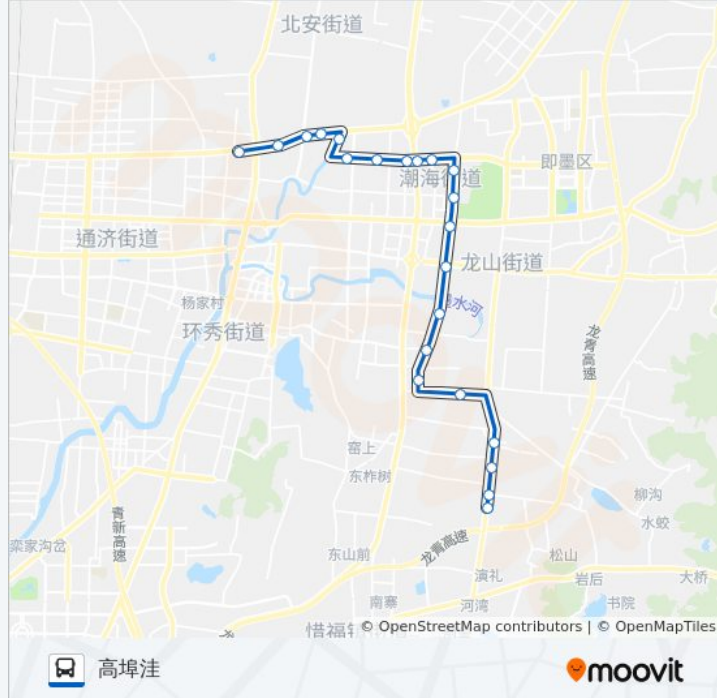 北安街道
即墨区
潮海街道
通济街道
龙山街道
杨家村
环秀街道
墨水河
龙青高速
窑上
东柞树
柳沟
水蛟
青新高速
栾家沟岔
东山前
龙青高速
松山
演礼
岩后
大桥
南寨
河湾
书院
© OpenStreetMap contributors | © OpenMapTiles
高埠洼
moovit